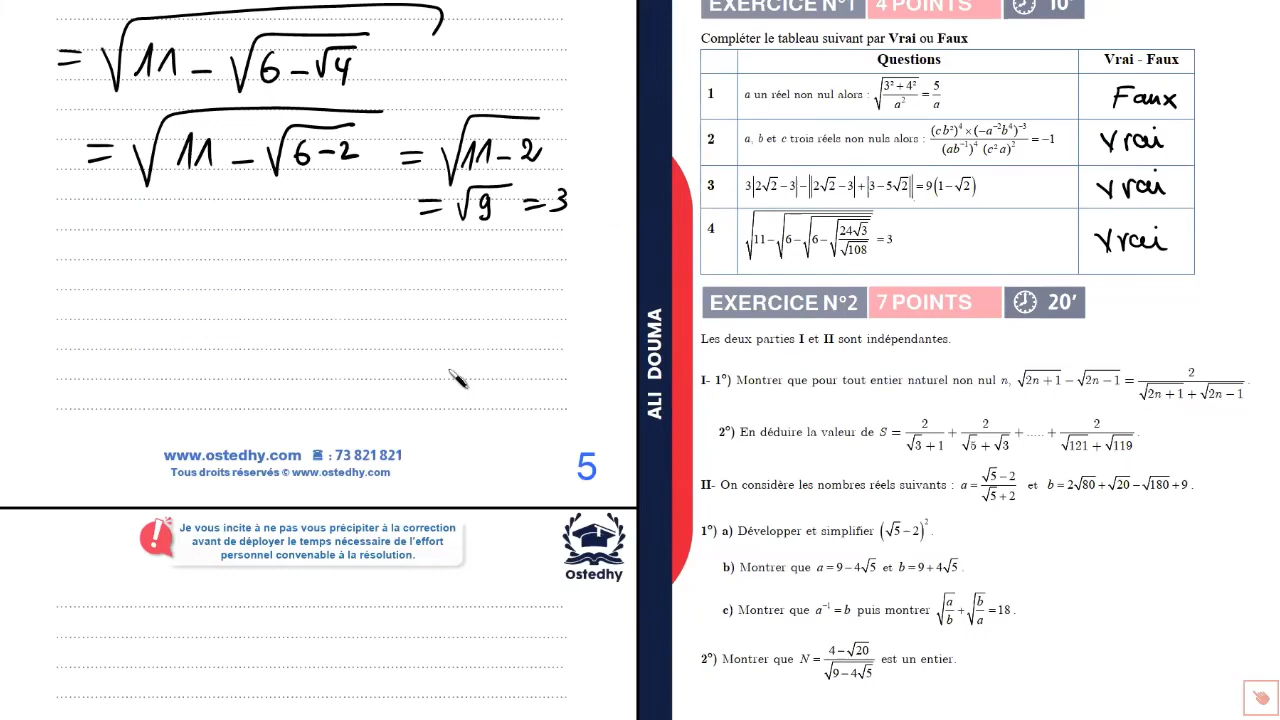 = √(11 - √(6 - √4
= √(11 - √(6-2 = √(11-2
= √9 = 3
www.ostedhy.com ☎ : 73 821 821
Tous droits réservés © www.ostedhy.com
5
Je vous incite à ne pas vous précipiter à la correction
avant de déployer le temps nécessaire de l'effort
personnel convenable à la résolution.
Ostedhy
ALI DOUMA
EXERCICE N°1 4 POINTS 10'
Compléter le tableau suivant par Vrai ou Faux
Questions Vrai - Faux
1 a un réel non nul alors : √((3² + 4²)/a²) = 5/a Faux
2 a, b et c trois réels non nuls alors : ((cb²)⁴×(-a⁻²b⁴)⁻³)/((ab⁻¹)⁴ (c²a)²) = -1 Vrai
3 3|2√2-3|-||2√2-3|+|3-5√2||=9(1-√2) Vrai
4 √(11-√(6-√(6-√(24√3/√108)))) = 3 Vrai
EXERCICE N°2 7 POINTS 20'
Les deux parties I et II sont indépendantes.
I- 1°) Montrer que pour tout entier naturel non nul n, √(2n+1) - √(2n-1) = 2/(√(2n+1) + √(2n-1)) .
2°) En déduire la valeur de S = 2/(√3+1) + 2/(√5+√3) + ..... + 2/(√121+√119) .
II- On considère les nombres réels suivants : a = (√5-2)/(√5+2) et b = 2√80+√20-√180+9 .
1°) a) Développer et simplifier (√5-2)² .
b) Montrer que a = 9-4√5 et b = 9+4√5 .
c) Montrer que a⁻¹ = b puis montrer √(a/b) + √(b/a) = 18 .
2°) Montrer que N = (4-√20)/√(9-4√5) est un entier.